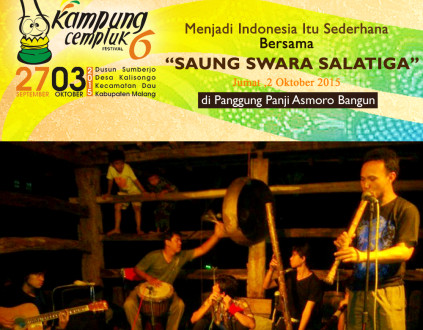 Kampung
cempluk 6
FESTIVAL
27 03
SEPTEMBER OKTOBER
2015
Dusun Sumberjo
Desa Kalisongo
Kecamatan Dau
Kabupaten Malang
Menjadi Indonesia Itu Sederhana
Bersama
“SAUNG SWARA SALATIGA”
Jumat ,2 Oktober 2015
di Panggung Panji Asmoro Bangun